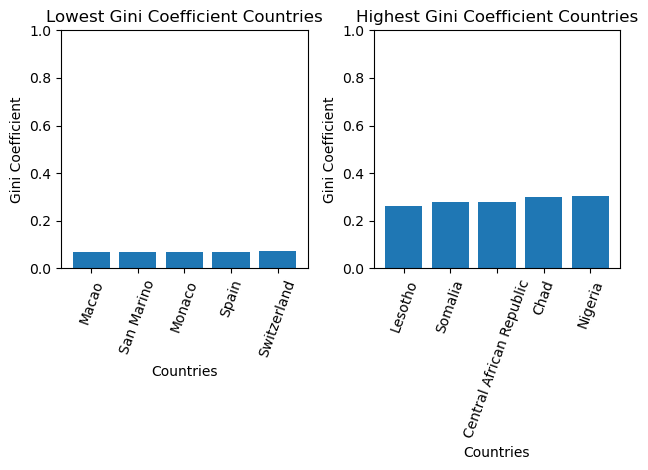 Lowest Gini Coefficient Countries
Gini Coefficient
1.0
0.8
0.6
0.4
0.2
0.0
Macao
San Marino
Monaco
Spain
Switzerland
Countries
Highest Gini Coefficient Countries
Gini Coefficient
1.0
0.8
0.6
0.4
0.2
0.0
Lesotho
Somalia
Central African Republic
Chad
Nigeria
Countries